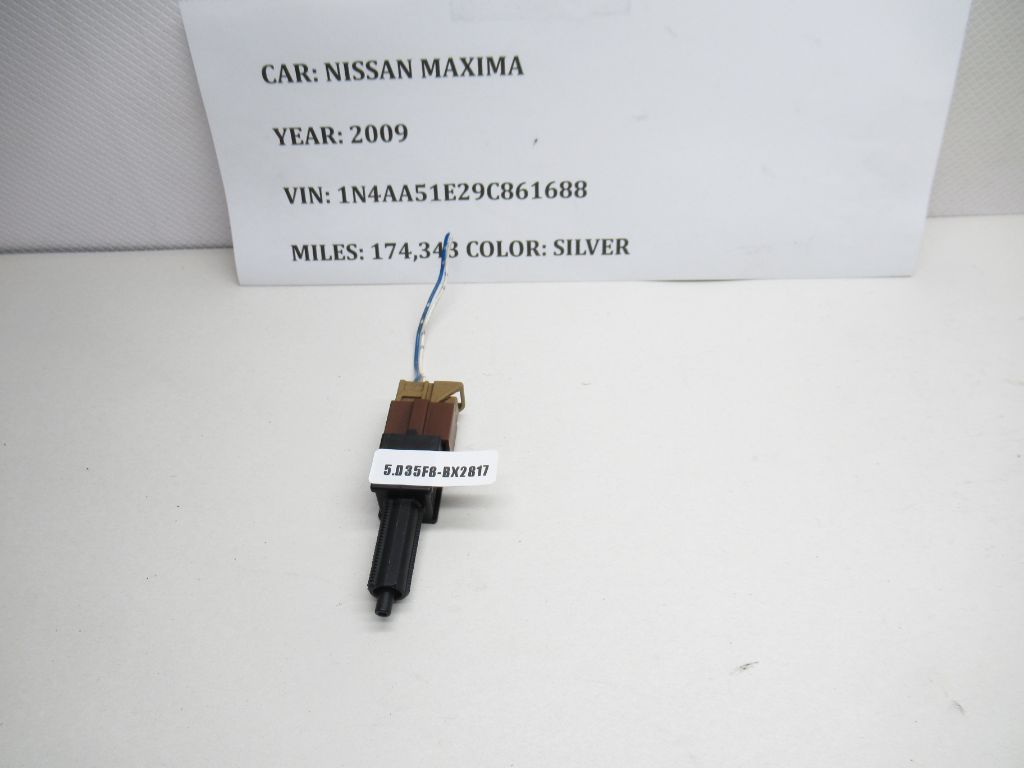 CAR: NISSAN MAXIMA
YEAR: 2009
VIN: 1N4AA51E29C861688
MILES: 174,343 COLOR: SILVER
5.D35F8-BX2817